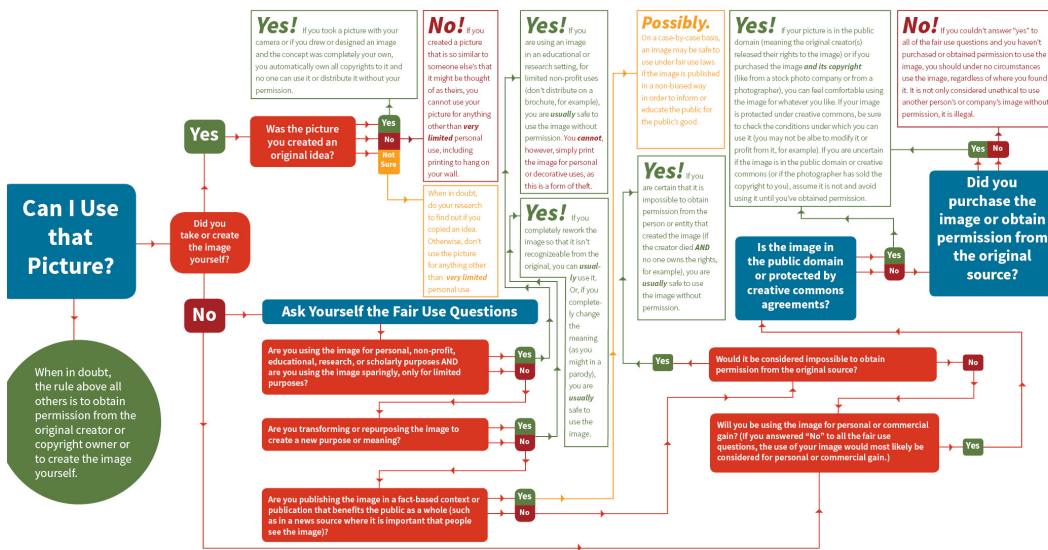 Can I Use
that
Picture?
When in doubt,
the rule above all
others is to obtain
permission from the
original creator or
copyright owner or
to create the image
yourself.
Did you
take or create
the image
yourself?
Yes
No
Was the picture
you created an
original idea?
Yes
No
Not
Sure
Yes! If you took a picture with your
camera or if you drew or designed an image
and the concept was completely your own,
you automatically own all copyrights to it and
no one can use it or distribute it without your
permission.
No! If you
created a picture
that is so similar to
someone else's that
it might be thought
of as theirs, you
cannot use your
picture for anything
other than very
limited personal
use, including
printing to hang on
your wall.
When in doubt,
do your research
to find out if you
copied an idea.
Otherwise, don't
use the picture
for anything other
than very limited
personal use.
Ask Yourself the Fair Use Questions
Are you using the image for personal, non-profit,
educational, research, or scholarly purposes AND
are you using the image sparingly, only for limited
purposes?
Yes
No
Are you transforming or repurposing the image to
create a new purpose or meaning?
Yes
No
Are you publishing the image in a fact-based context or
publication that benefits the public as a whole (such
as in a news source where it is important that people
see the image)?
Yes
No
Yes! If you
are using an image
in an educational or
research setting,
for limited non-profit uses
(don't distribute on a
brochure, for example),
you are usually safe to
use the image without
permission. You cannot,
however, simply print
the image for personal
or decorative uses, as
this is a form of theft.
Yes! If you
completely rework the
image so that it isn't
recognizeable from the
original, you can usual-
ly use it.
Or, if you
complete-
ly change
the
meaning
(as you
might in a
parody),
you are
usually
safe to
use the
image.
Possibly.
On a case-by-case basis,
an image may be safe to
use under fair use laws
if the image is published
in a non-biased way
in order to inform or
educate the public for
the public's good.
Yes! If you
are certain that it is
impossible to obtain
permission from the
person or entity that
created the image (if
the creator died AND
no one owns the rights,
for example), you are
usually safe to use
the image without
permission.
Yes
Would it be considered impossible to obtain
permission from the original source?
No
Will you be using the image for personal or commercial
gain? (If you answered "No" to all the fair use
questions, the use of your image would most likely be
considered for personal or commercial gain.)
Yes
Is the image in
the public domain
or protected by
creative commons
agreements?
Yes
No
Yes! If your picture is in the public
domain (meaning the original creator(s)
released their rights to the image) or if you
purchased the image and its copyright
(like from a stock photo company or from a
photographer), you can feel comfortable using
the image for whatever you like. If your image
is protected under creative commons, be
sure to check the conditions under which you can
use it (you may not be albe to modify it or
profit from it, for example). If you are uncertain
if the image is in the public domain or creative
commons (or if the photographer has sold the
copyright to you), assume it is not and avoid
using it until you've obtained permission.
Did you
purchase the
image or obtain
permission from
the original
source?
Yes
No
No! If you couldn't answer "yes" to
all of the fair use questions and you haven't
purchased or obtained permission to use the
image, you should under no circumstances
use the image, regardless of where you found
it. It is not only considered unethical to use
another person's or company's image without
permission, it is illegal.